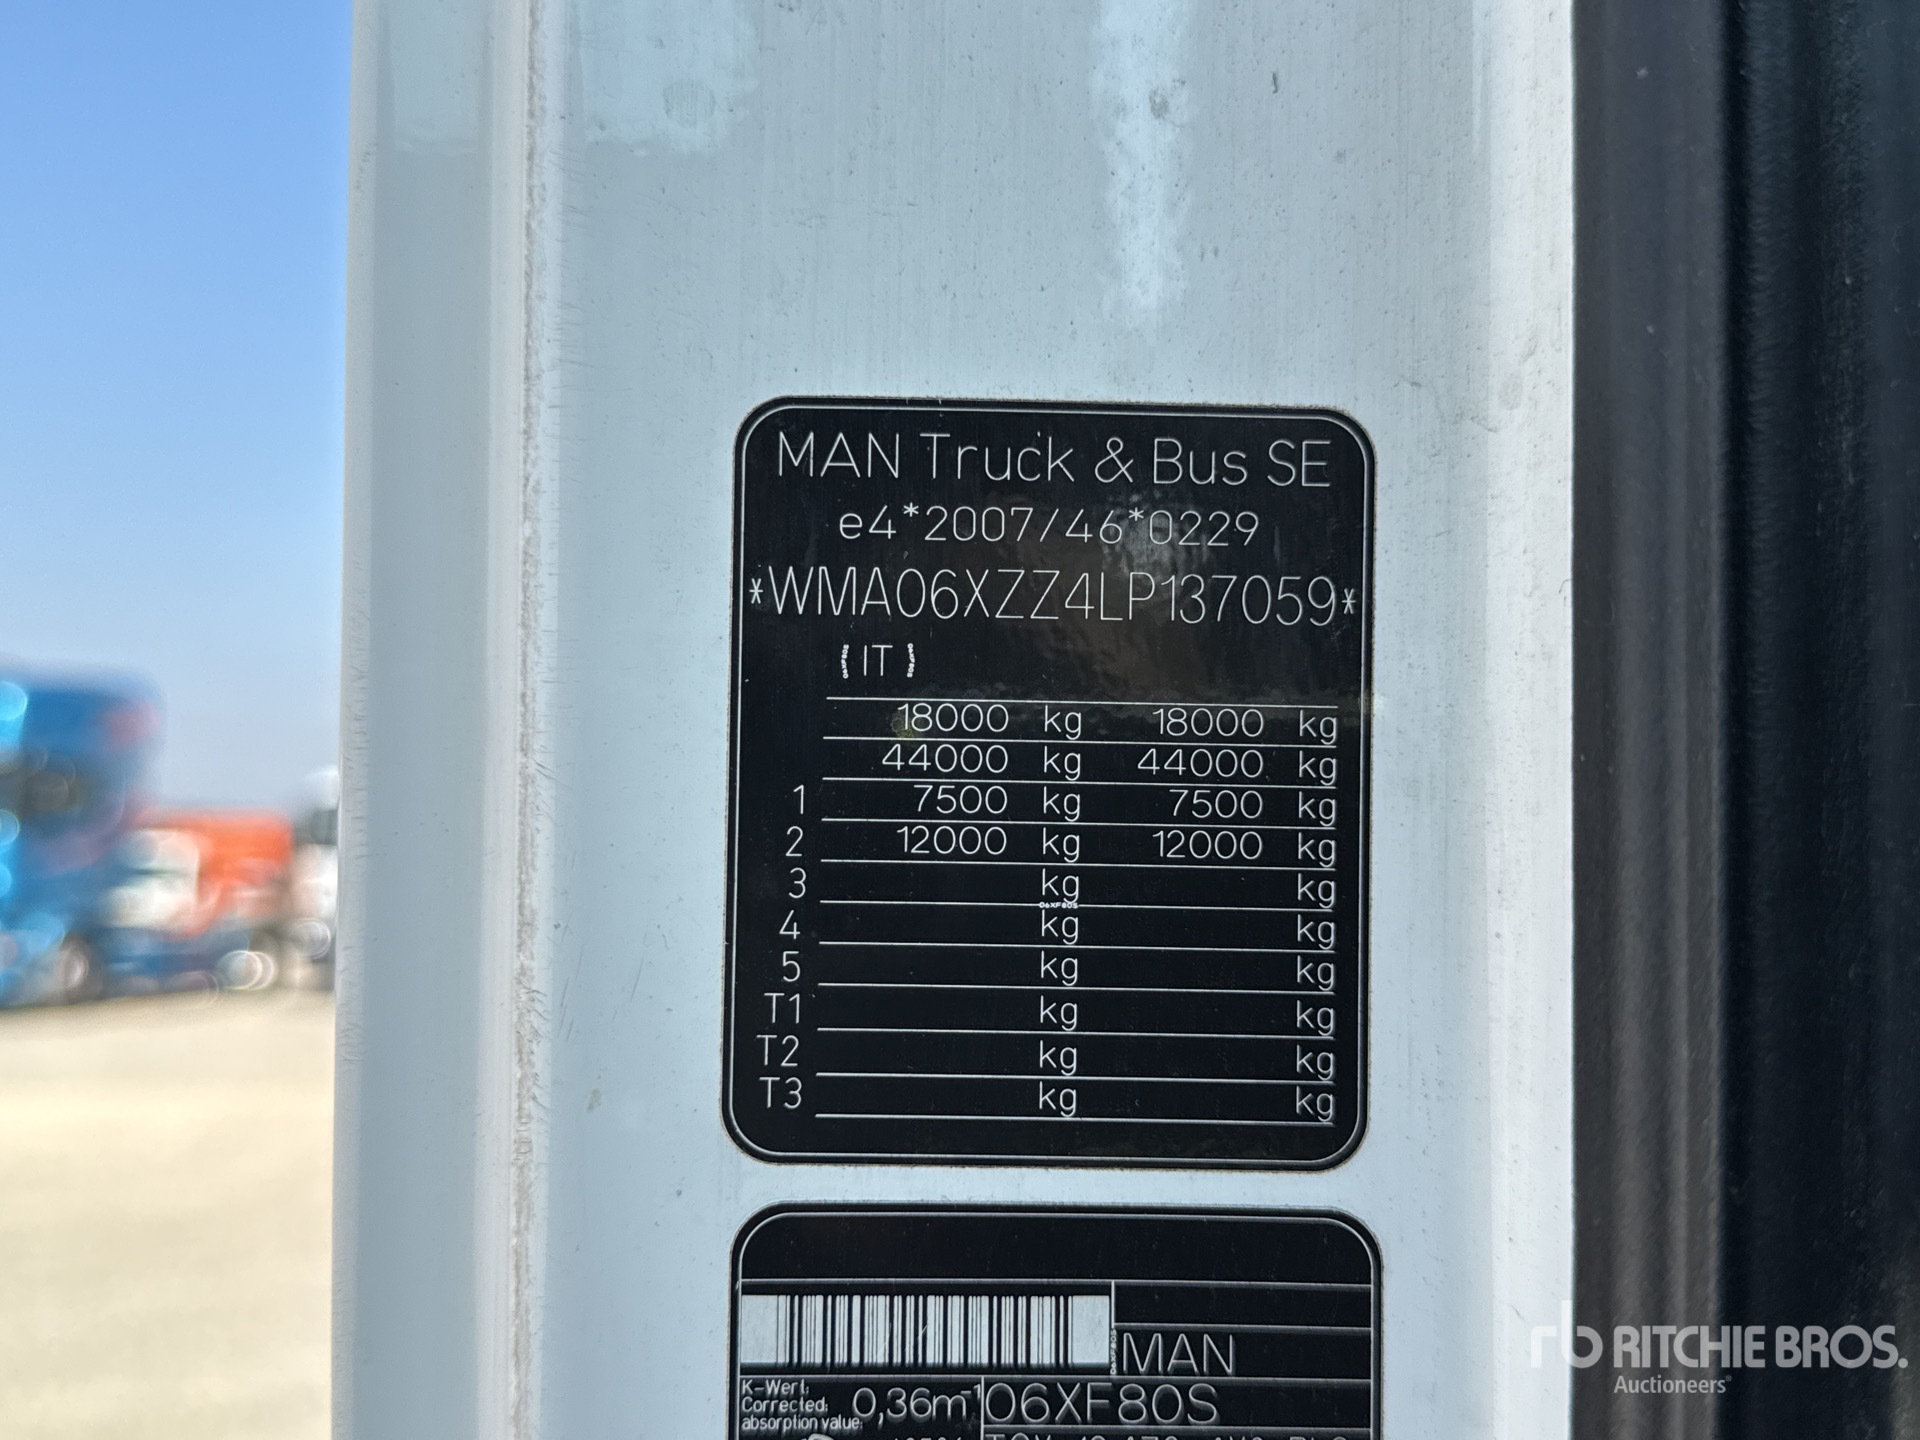 MAN Truck & Bus SE
e4*2007/46*0229
*WMA06XZZ4LP137059*
( IT )
18000 kg 18000 kg
44000 kg 44000 kg
1 7500 kg 7500 kg
2 12000 kg 12000 kg
3 kg kg
06XF80S
4 kg kg
5 kg kg
T1 kg kg
T2 kg kg
T3 kg kg
MAN
K-Wert:
Corrected:
absorption value:
0,36m-1
06XF80S
rb RITCHIE BROS.
Auctioneers